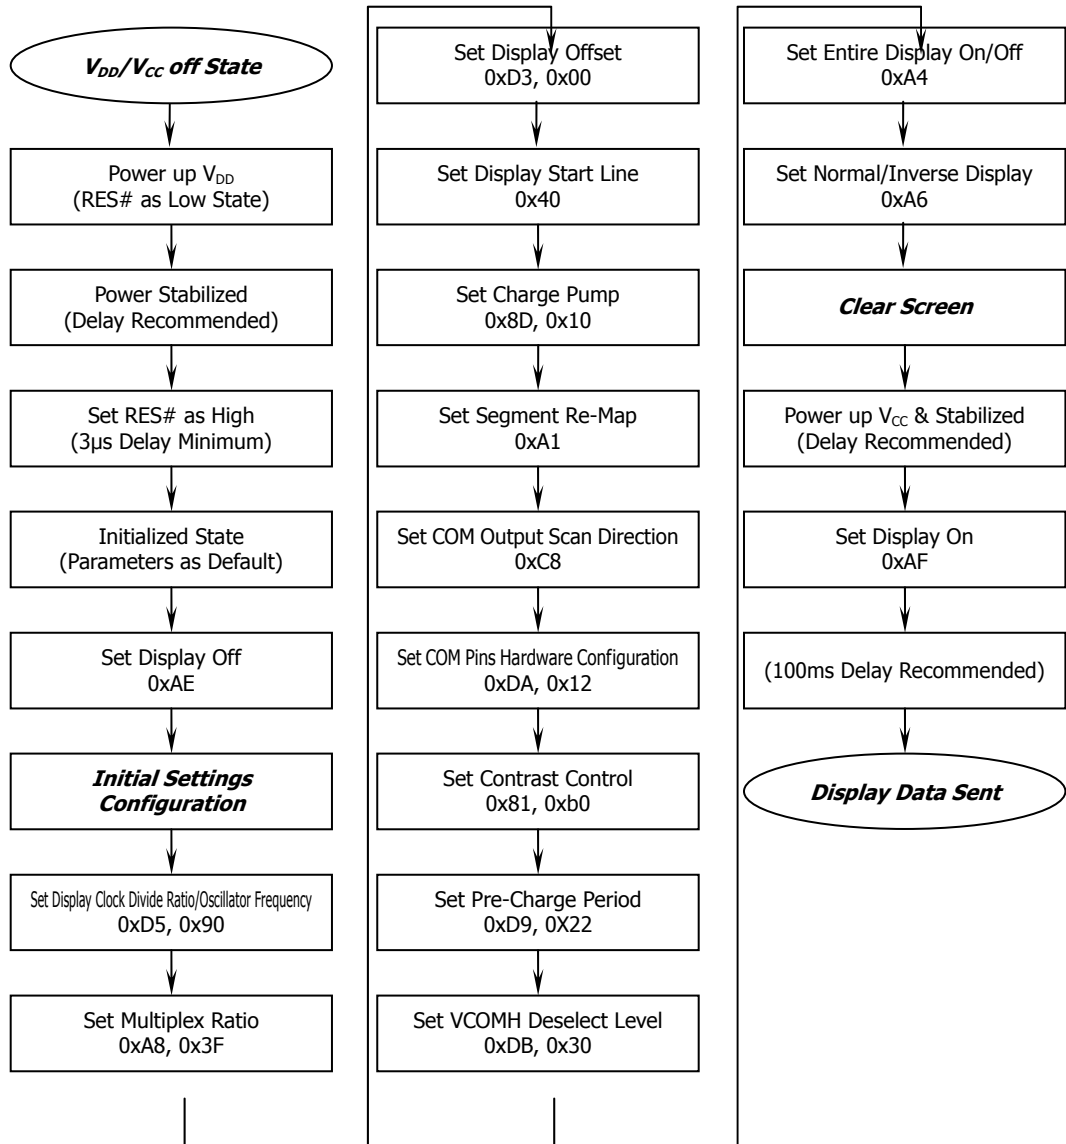 V_DD/V_CC off State
Power up V_DD
(RES# as Low State)
Power Stabilized
(Delay Recommended)
Set RES# as High
(3μs Delay Minimum)
Initialized State
(Parameters as Default)
Set Display Off
0xAE
Initial Settings
Configuration
Set Display Clock Divide Ratio/Oscillator Frequency
0xD5, 0x90
Set Multiplex Ratio
0xA8, 0x3F
Set Display Offset
0xD3, 0x00
Set Display Start Line
0x40
Set Charge Pump
0x8D, 0x10
Set Segment Re-Map
0xA1
Set COM Output Scan Direction
0xC8
Set COM Pins Hardware Configuration
0xDA, 0x12
Set Contrast Control
0x81, 0xb0
Set Pre-Charge Period
0xD9, 0X22
Set VCOMH Deselect Level
0xDB, 0x30
Set Entire Display On/Off
0xA4
Set Normal/Inverse Display
0xA6
Clear Screen
Power up V_CC & Stabilized
(Delay Recommended)
Set Display On
0xAF
(100ms Delay Recommended)
Display Data Sent